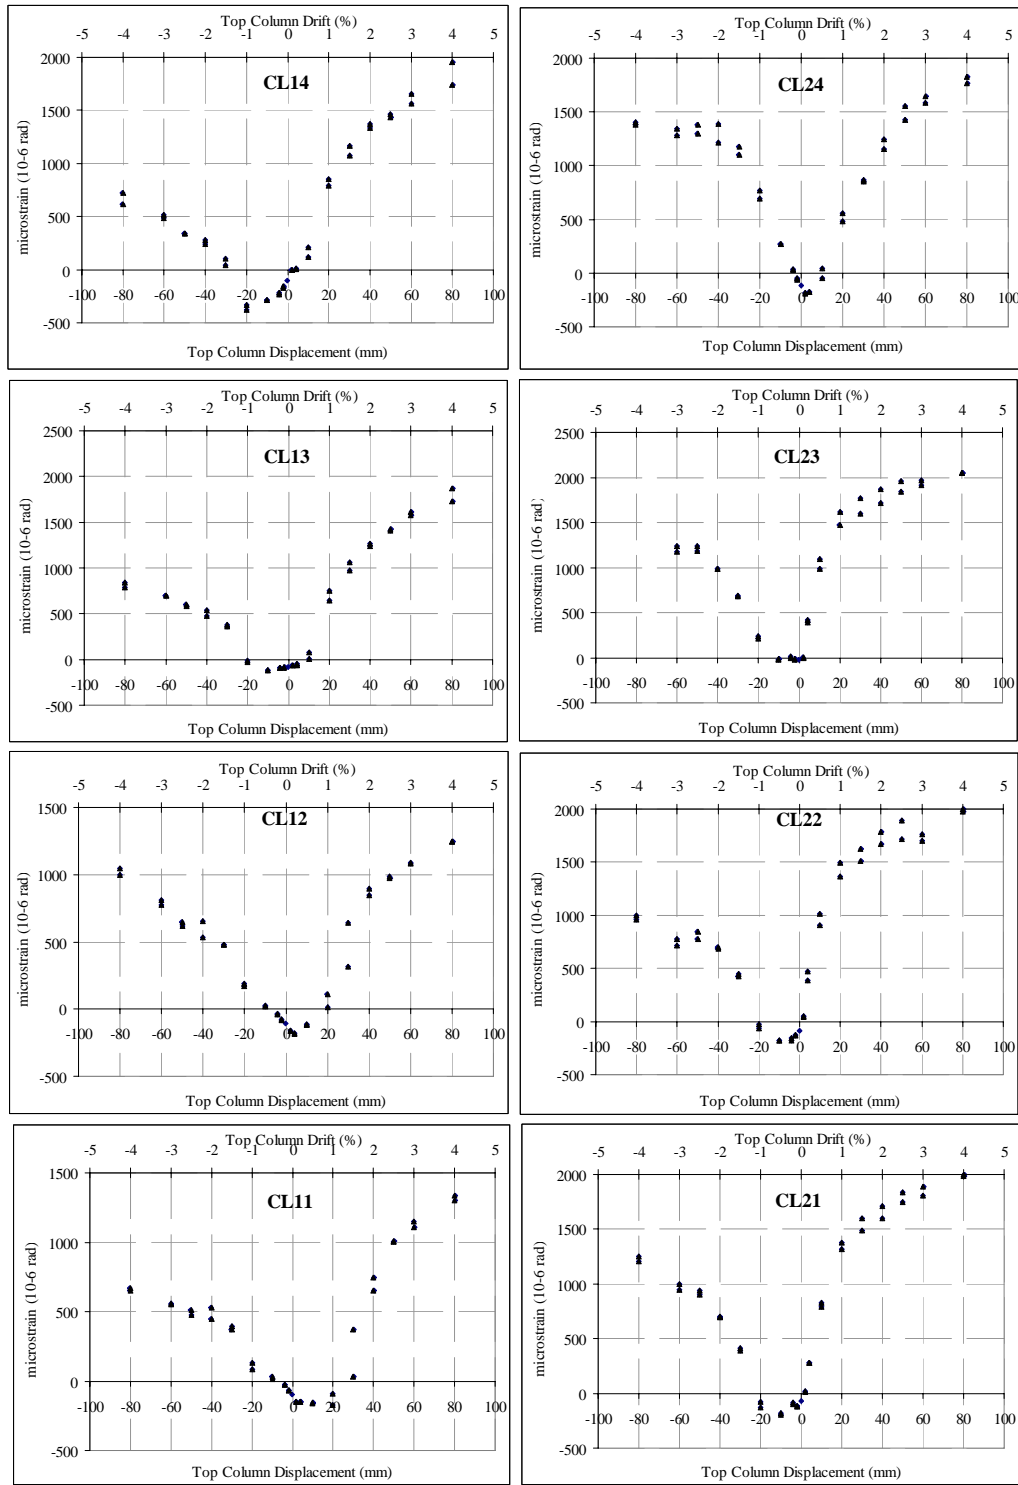 Top Column Drift (%)
-5 -4 -3 -2 -1 0 1 2 3 4 5
2000
CL14
1500
1000
500
0
-500
-100 -80 -60 -40 -20 0 20 40 60 80 100
microstrain (10-6 rad)
Top Column Displacement (mm)
Top Column Drift (%)
-5 -4 -3 -2 -1 0 1 2 3 4 5
2000
CL24
1500
1000
500
0
-500
-100 -80 -60 -40 -20 0 20 40 60 80 100
microstrain (10-6 rad)
Top Column Displacement (mm)
Top Column Drift (%)
-5 -4 -3 -2 -1 0 1 2 3 4 5
2500
CL13
2000
1500
1000
500
0
-500
-100 -80 -60 -40 -20 0 20 40 60 80 100
microstrain (10-6 rad)
Top Column Displacement (mm)
Top Column Drift (%)
-5 -4 -3 -2 -1 0 1 2 3 4 5
2500
CL23
2000
1500
1000
500
0
-500
-100 -80 -60 -40 -20 0 20 40 60 80 100
microstrain (10-6 rad)
Top Column Displacement (mm)
Top Column Drift (%)
-5 -4 -3 -2 -1 0 1 2 3 4 5
1500
CL12
1000
500
0
-500
-100 -80 -60 -40 -20 0 20 40 60 80 100
microstrain (10-6 rad)
Top Column Displacement (mm)
Top Column Drift (%)
-5 -4 -3 -2 -1 0 1 2 3 4 5
2000
CL22
1500
1000
500
0
-500
-100 -80 -60 -40 -20 0 20 40 60 80 100
microstrain (10-6 rad)
Top Column Displacement (mm)
Top Column Drift (%)
-5 -4 -3 -2 -1 0 1 2 3 4 5
1500
CL11
1000
500
0
-500
-100 -80 -60 -40 -20 0 20 40 60 80 100
microstrain (10-6 rad)
Top Column Displacement (mm)
Top Column Drift (%)
-5 -4 -3 -2 -1 0 1 2 3 4 5
2000
CL21
1500
1000
500
0
-500
-100 -80 -60 -40 -20 0 20 40 60 80 100
microstrain (10-6 rad)
Top Column Displacement (mm)